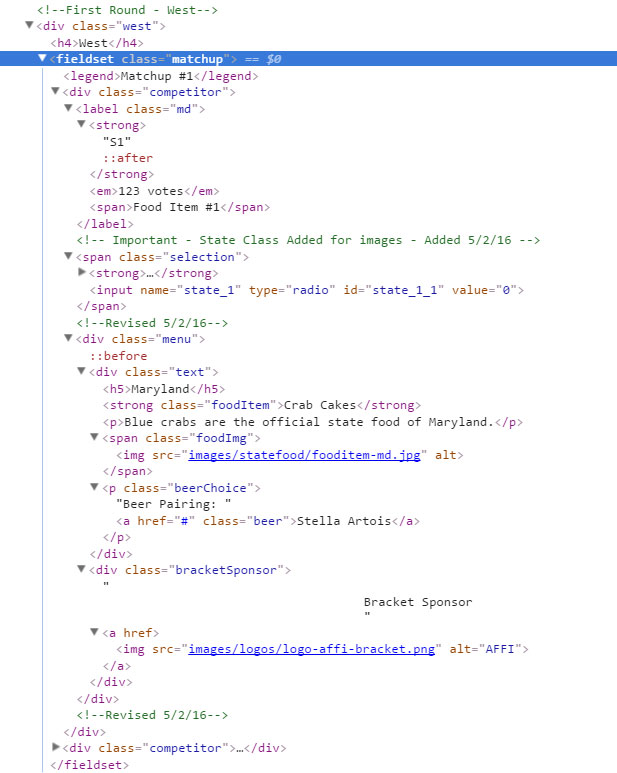 <!--First Round - West-->
▼<div class="west">
<h4>West</h4>
▼<fieldset class="matchup"> == $0
<legend>Matchup #1</legend>
▼<div class="competitor">
▼<label class="md">
▼<strong>
"S1"
::after
</strong>
<em>123 votes</em>
<span>Food Item #1</span>
</label>
<!-- Important - State Class Added for images - Added 5/2/16 -->
▼<span class="selection">
▶<strong>…</strong>
<input name="state_1" type="radio" id="state_1_1" value="0">
</span>
<!--Revised 5/2/16-->
▼<div class="menu">
::before
▼<div class="text">
<h5>Maryland</h5>
<strong class="foodItem">Crab Cakes</strong>
<p>Blue crabs are the official state food of Maryland.</p>
▼<span class="foodImg">
<img src="images/statefood/fooditem-md.jpg" alt>
</span>
▼<p class="beerChoice">
"Beer Pairing: "
<a href="#" class="beer">Stella Artois</a>
</p>
</div>
▼<div class="bracketSponsor">
"
Bracket Sponsor
"
▼<a href>
<img src="images/logos/logo-affi-bracket.png" alt="AFFI">
</a>
</div>
</div>
<!--Revised 5/2/16-->
</div>
▶<div class="competitor">…</div>
</fieldset>